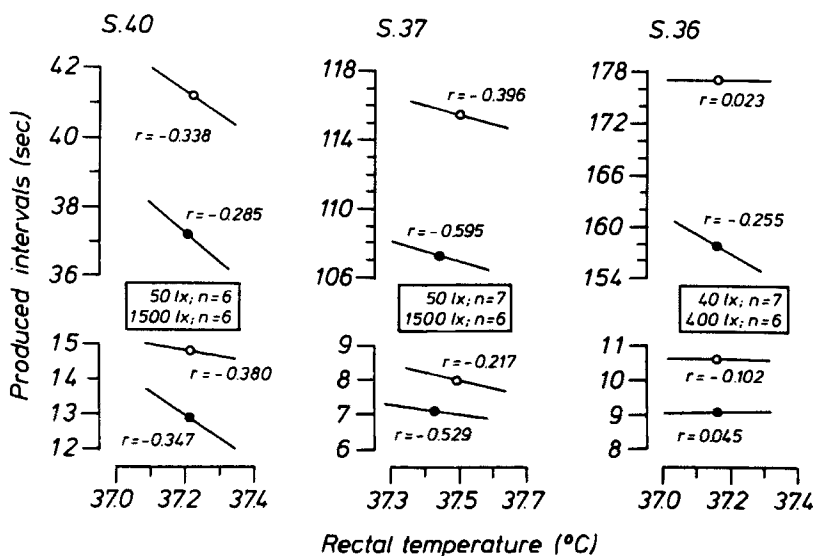 S.40
S.37
S.36
Produced intervals (sec)
42
41
40
37
36
15
14
13
12
r = -0.338
r = -0.285
50 lx; n=6
1500 lx; n=6
r = -0.380
r = -0.347
37.0 37.2 37.4
118
114
110
106
9
8
7
6
r = -0.396
r = -0.595
50 lx; n=7
1500 lx; n=6
r = -0.217
r = -0.529
37.3 37.5 37.7
178
172
166
160
154
11
10
9
8
r = 0.023
r = -0.255
40 lx; n=7
400 lx; n=6
r = -0.102
r = 0.045
37.0 37.2 37.4
Rectal temperature (°C)